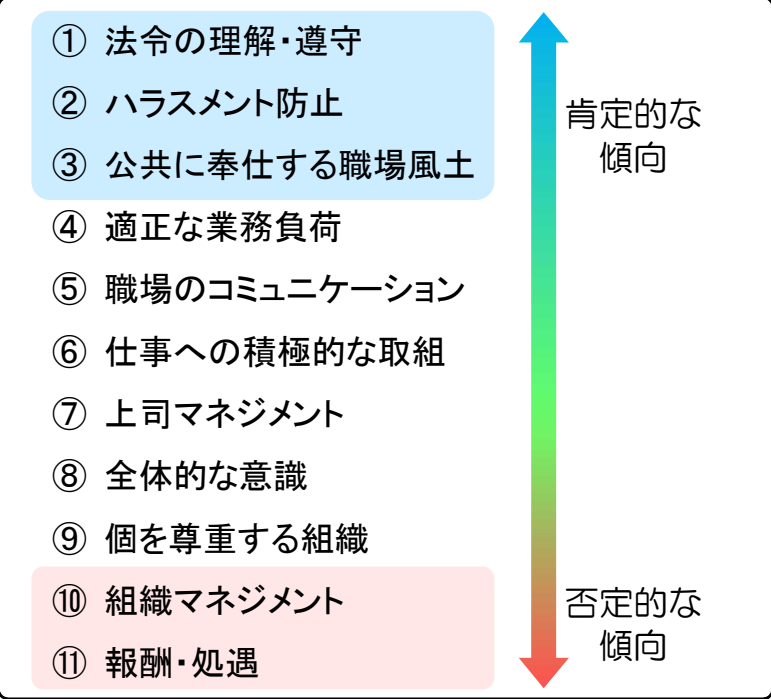 ① 法令の理解・遵守
② ハラスメント防止
③ 公共に奉仕する職場風土
④ 適正な業務負荷
⑤ 職場のコミュニケーション
⑥ 仕事への積極的な取組
⑦ 上司マネジメント
⑧ 全体的な意識
⑨ 個を尊重する組織
⑩ 組織マネジメント
⑪ 報酬・処遇
肯定的な
傾向
否定的な
傾向